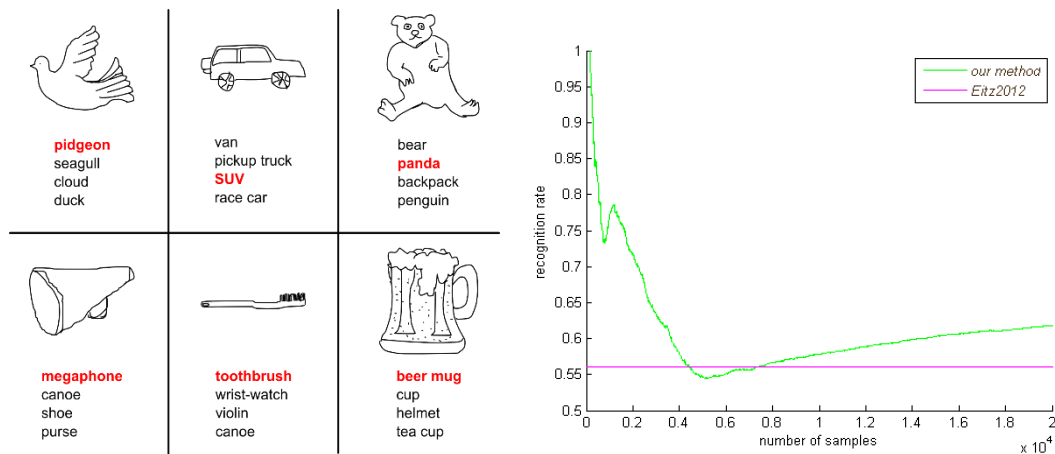 pidgeon
seagull
cloud
duck
van
pickup truck
SUV
race car
bear
panda
backpack
penguin
megaphone
canoe
shoe
purse
toothbrush
wrist-watch
violin
canoe
beer mug
cup
helmet
tea cup
our method
Eitz2012
recognition rate
1
0.95
0.9
0.85
0.8
0.75
0.7
0.65
0.6
0.55
0.5
0 0.2 0.4 0.6 0.8 1 1.2 1.4 1.6 1.8 2
number of samples
x 10⁴